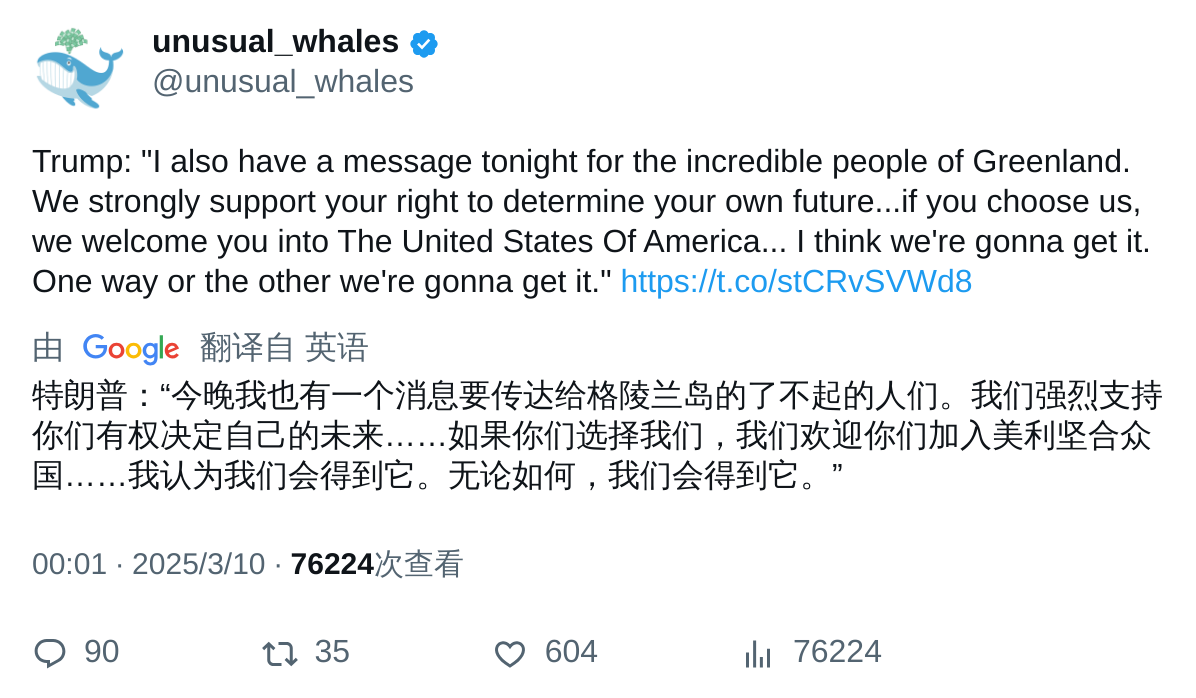 unusual_whales
@unusual_whales
Trump: "I also have a message tonight for the incredible people of Greenland.
We strongly support your right to determine your own future...if you choose us,
we welcome you into The United States Of America... I think we're gonna get it.
One way or the other we're gonna get it." https://t.co/stCRvSVWd8
由 Google 翻译自 英语
特朗普：“今晚我也有一个消息要传达给格陵兰岛的了不起的人们。我们强烈支持
你们有权决定自己的未来……如果你们选择我们，我们欢迎你们加入美利坚合众
国……我认为我们会得到它。无论如何，我们会得到它。”
00:01 · 2025/3/10 · 76224次查看
90 35 604 76224